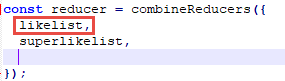 const reducer = combineReducers({
likelist,
superlikelist,
});